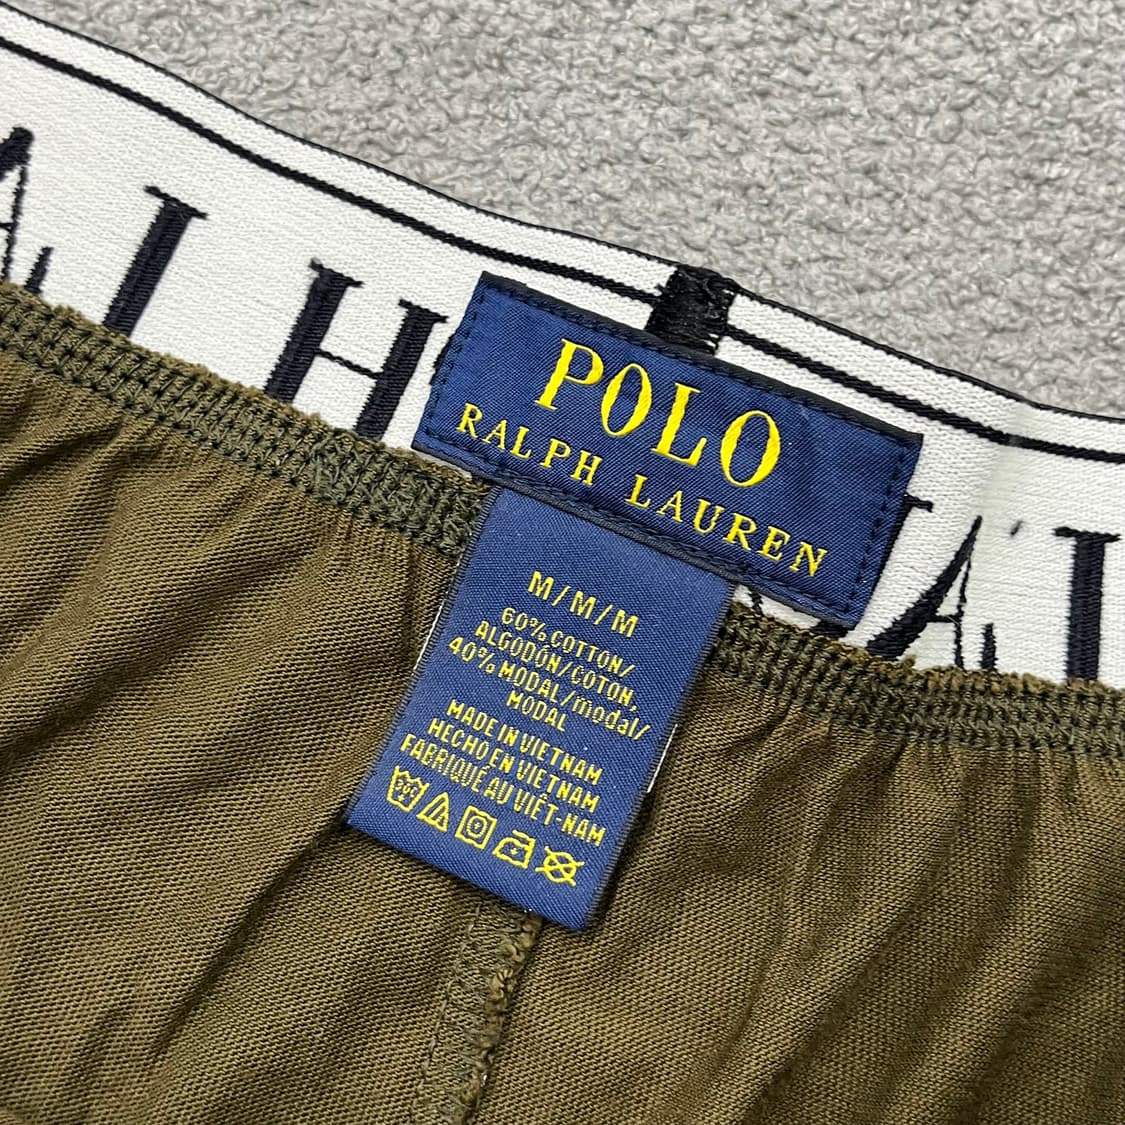 POLO
RALPH LAUREN
M/M/M
60% COTTON/
ALGODÓN/COTON,
40% MODAL/modal/
MODAL
MADE IN VIETNAM
HECHO EN VIETNAM
FABRIQUÉ AU VIÊT-NAM